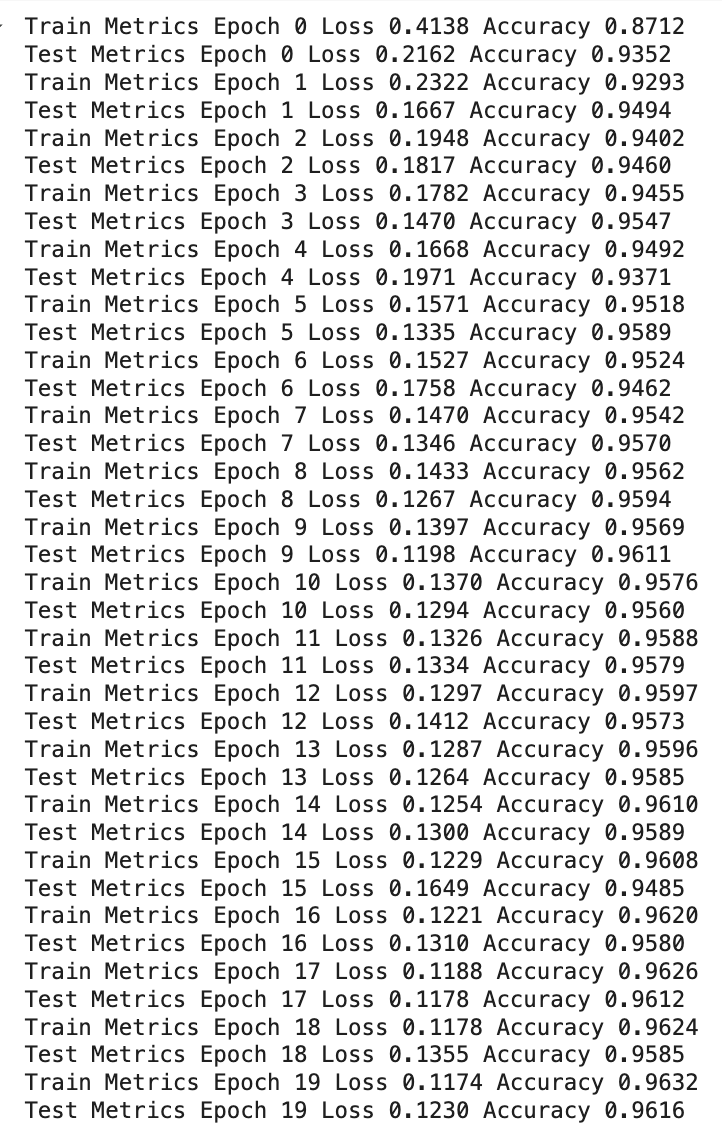 Train Metrics Epoch 0 Loss 0.4138 Accuracy 0.8712
Test Metrics Epoch 0 Loss 0.2162 Accuracy 0.9352
Train Metrics Epoch 1 Loss 0.2322 Accuracy 0.9293
Test Metrics Epoch 1 Loss 0.1667 Accuracy 0.9494
Train Metrics Epoch 2 Loss 0.1948 Accuracy 0.9402
Test Metrics Epoch 2 Loss 0.1817 Accuracy 0.9460
Train Metrics Epoch 3 Loss 0.1782 Accuracy 0.9455
Test Metrics Epoch 3 Loss 0.1470 Accuracy 0.9547
Train Metrics Epoch 4 Loss 0.1668 Accuracy 0.9492
Test Metrics Epoch 4 Loss 0.1971 Accuracy 0.9371
Train Metrics Epoch 5 Loss 0.1571 Accuracy 0.9518
Test Metrics Epoch 5 Loss 0.1335 Accuracy 0.9589
Train Metrics Epoch 6 Loss 0.1527 Accuracy 0.9524
Test Metrics Epoch 6 Loss 0.1758 Accuracy 0.9462
Train Metrics Epoch 7 Loss 0.1470 Accuracy 0.9542
Test Metrics Epoch 7 Loss 0.1346 Accuracy 0.9570
Train Metrics Epoch 8 Loss 0.1433 Accuracy 0.9562
Test Metrics Epoch 8 Loss 0.1267 Accuracy 0.9594
Train Metrics Epoch 9 Loss 0.1397 Accuracy 0.9569
Test Metrics Epoch 9 Loss 0.1198 Accuracy 0.9611
Train Metrics Epoch 10 Loss 0.1370 Accuracy 0.9576
Test Metrics Epoch 10 Loss 0.1294 Accuracy 0.9560
Train Metrics Epoch 11 Loss 0.1326 Accuracy 0.9588
Test Metrics Epoch 11 Loss 0.1334 Accuracy 0.9579
Train Metrics Epoch 12 Loss 0.1297 Accuracy 0.9597
Test Metrics Epoch 12 Loss 0.1412 Accuracy 0.9573
Train Metrics Epoch 13 Loss 0.1287 Accuracy 0.9596
Test Metrics Epoch 13 Loss 0.1264 Accuracy 0.9585
Train Metrics Epoch 14 Loss 0.1254 Accuracy 0.9610
Test Metrics Epoch 14 Loss 0.1300 Accuracy 0.9589
Train Metrics Epoch 15 Loss 0.1229 Accuracy 0.9608
Test Metrics Epoch 15 Loss 0.1649 Accuracy 0.9485
Train Metrics Epoch 16 Loss 0.1221 Accuracy 0.9620
Test Metrics Epoch 16 Loss 0.1310 Accuracy 0.9580
Train Metrics Epoch 17 Loss 0.1188 Accuracy 0.9626
Test Metrics Epoch 17 Loss 0.1178 Accuracy 0.9612
Train Metrics Epoch 18 Loss 0.1178 Accuracy 0.9624
Test Metrics Epoch 18 Loss 0.1355 Accuracy 0.9585
Train Metrics Epoch 19 Loss 0.1174 Accuracy 0.9632
Test Metrics Epoch 19 Loss 0.1230 Accuracy 0.9616